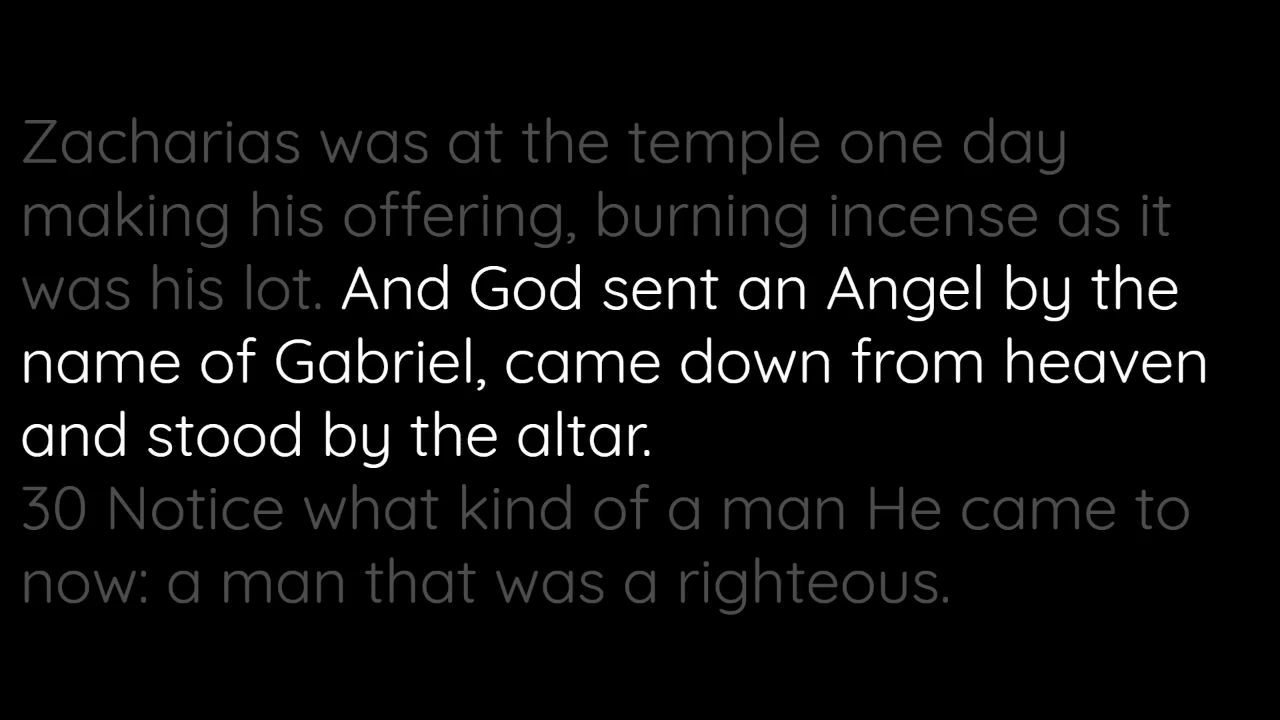 Zacharias was at the temple one day
making his offering, burning incense as it
was his lot. And God sent an Angel by the
name of Gabriel, came down from heaven
and stood by the altar.
30 Notice what kind of a man He came to
now: a man that was a righteous.